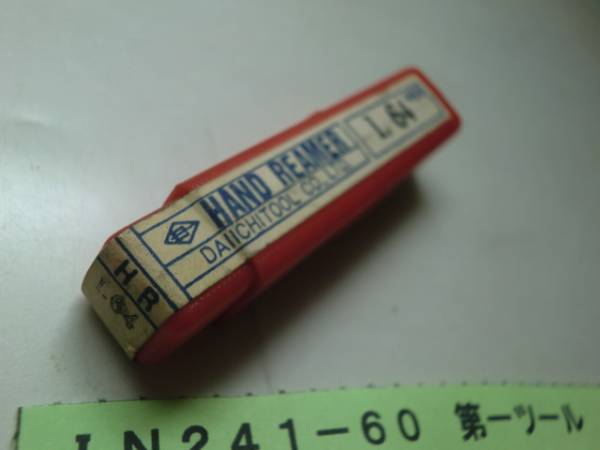 HAND REAMER
DAIICHITOOL CO., LTD.
L. 64
HR
IN241-60 第一ツール